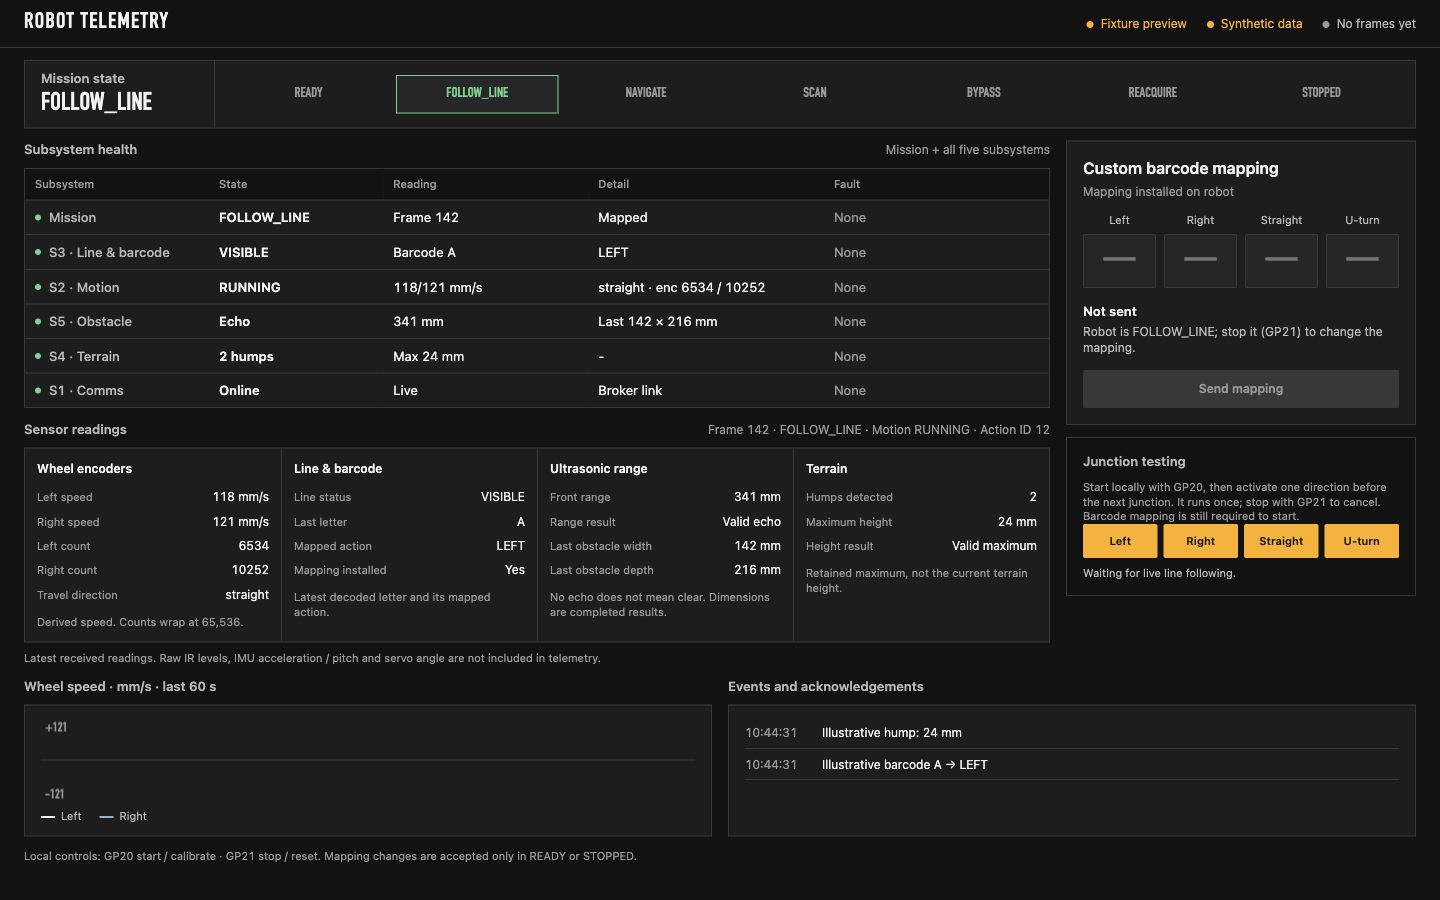 ROBOT TELEMETRY
Fixture preview
Synthetic data
No frames yet
Mission state
FOLLOW_LINE
READY
FOLLOW_LINE
NAVIGATE
SCAN
BYPASS
REACQUIRE
STOPPED
Subsystem health
Mission + all five subsystems
Subsystem State Reading Detail Fault
Mission FOLLOW_LINE Frame 142 Mapped None
S3 · Line & barcode VISIBLE Barcode A LEFT None
S2 · Motion RUNNING 118/121 mm/s straight · enc 6534 / 10252 None
S5 · Obstacle Echo 341 mm Last 142 × 216 mm None
S4 · Terrain 2 humps Max 24 mm - None
S1 · Comms Online Live Broker link None
Custom barcode mapping
Mapping installed on robot
Left Right Straight U-turn
Not sent
Robot is FOLLOW_LINE; stop it (GP21) to change the
mapping.
Send mapping
Sensor readings
Frame 142 · FOLLOW_LINE · Motion RUNNING · Action ID 12
Wheel encoders
Left speed 118 mm/s
Right speed 121 mm/s
Left count 6534
Right count 10252
Travel direction straight
Derived speed. Counts wrap at 65,536.
Line & barcode
Line status VISIBLE
Last letter A
Mapped action LEFT
Mapping installed Yes
Latest decoded letter and its mapped
action.
Ultrasonic range
Front range 341 mm
Range result Valid echo
Last obstacle width 142 mm
Last obstacle depth 216 mm
No echo does not mean clear. Dimensions
are completed results.
Terrain
Humps detected 2
Maximum height 24 mm
Height result Valid maximum
Retained maximum, not the current terrain
height.
Junction testing
Start locally with GP20, then activate one direction before
the next junction. It runs once; stop with GP21 to cancel.
Barcode mapping is still required to start.
Left Right Straight U-turn
Waiting for live line following.
Latest received readings. Raw IR levels, IMU acceleration / pitch and servo angle are not included in telemetry.
Wheel speed · mm/s · last 60 s
+121
-121
Left Right
Events and acknowledgements
10:44:31 Illustrative hump: 24 mm
10:44:31 Illustrative barcode A → LEFT
Local controls: GP20 start / calibrate · GP21 stop / reset. Mapping changes are accepted only in READY or STOPPED.